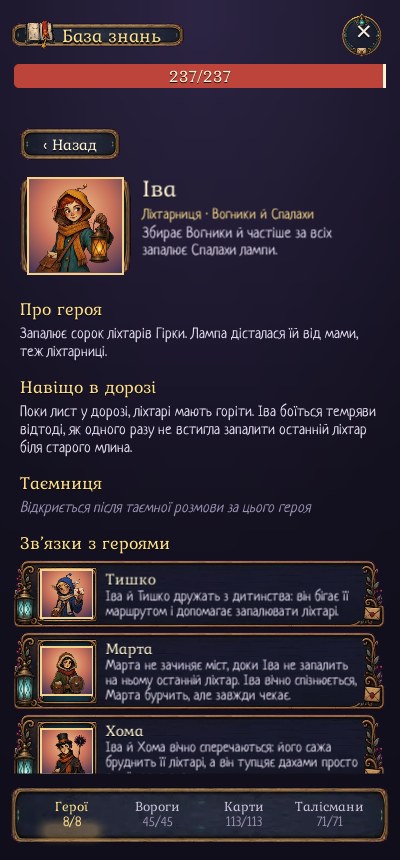 База знань
237/237
‹ Назад
Іва
Ліхтарниця · Вогники й Спалахи
Збирає Вогники й частіше за всіх
запалює Спалахи лампи.
Про героя
Запалює сорок ліхтарів Гірки. Лампа дісталася їй від мами,
теж ліхтарниці.
Навіщо в дорозі
Поки лист у дорозі, ліхтарі мають горіти. Іва боїться темряви
відтоді, як одного разу не встигла запалити останній ліхтар
біля старого млина.
Таємниця
Відкриється після таємної розмови за цього героя
Зв’язки з героями
Тишко
Іва й Тишко дружать з дитинства: він бігає її
маршрутом і допомагає запалювати ліхтарі.
Марта
Марта не зачиняє міст, доки Іва не запалить
на ньому останній ліхтар. Іва вічно спізнюється,
Марта бурчить, але завжди чекає.
Хома
Іва й Хома вічно сперечаються: його сажа
бруднить її ліхтарі, а він тупцяє дахами просто
Герої
Вороги
Карти
Талісмани
8/8
45/45
113/113
71/71